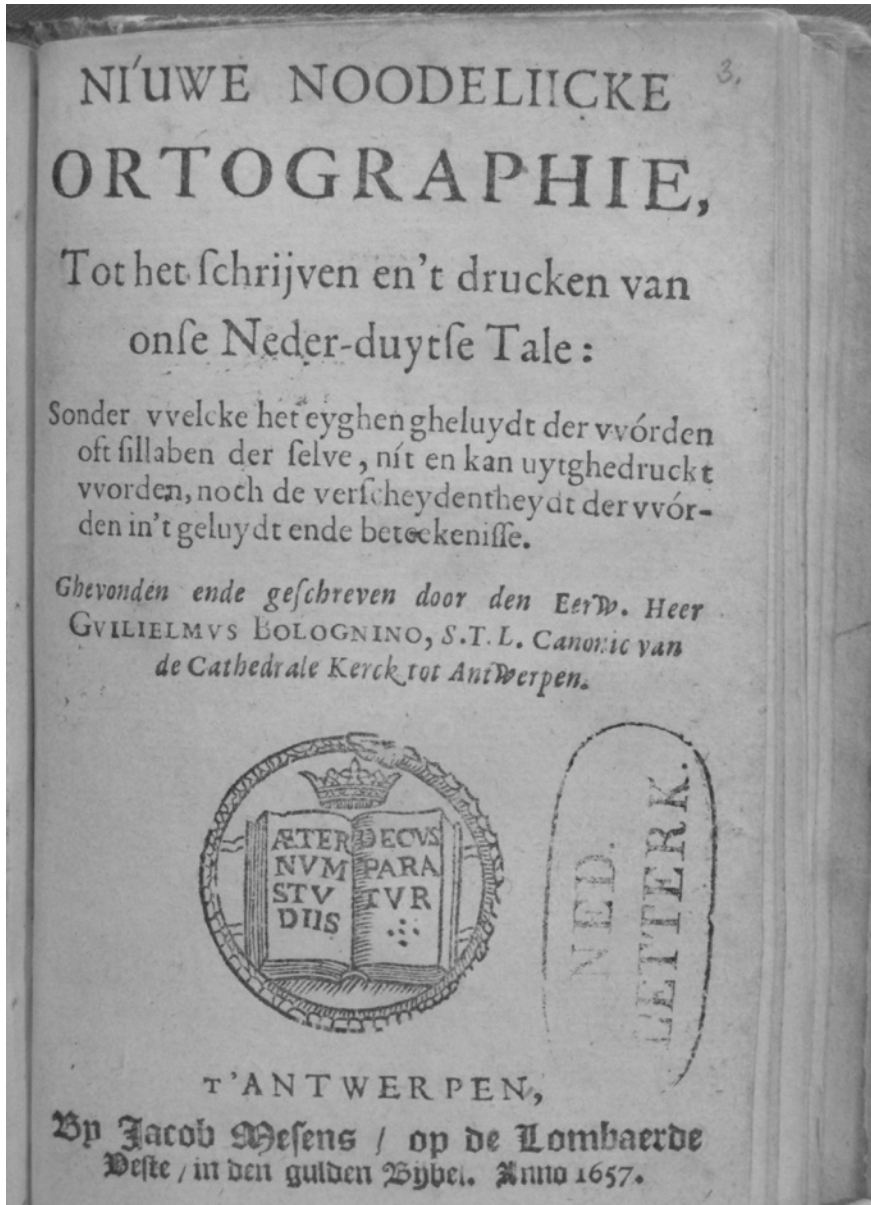 3.
NI'UWE NOODELIICKE
ORTOGRAPHIE,
Tot het ſchrijven en't drucken van
onſe Neder-duytſe Tale:
Sonder vvelcke het eyghen gheluydt der vvórden
oft ſillaben der ſelve, nít en kan uytghedruckt
vvorden, noch de verſcheydentheydt der vvór-
den in't geluydt ende beteekeniſſe.
Ghevonden ende geſchreven door den EerW. Heer
GVILIELMVS BOLOGNINO, S.T.L. Canonic van
de Cathedrale Kerck tot Antwerpen.
ÆTER
NVM
STV
DIIS
DECVS
PARA
TVR
NED.
LETTERK.
T'ANTWERPEN,
By Jacob Meſens / op de Lombaerde
Veſte / in den gulden Bybel. Anno 1657.